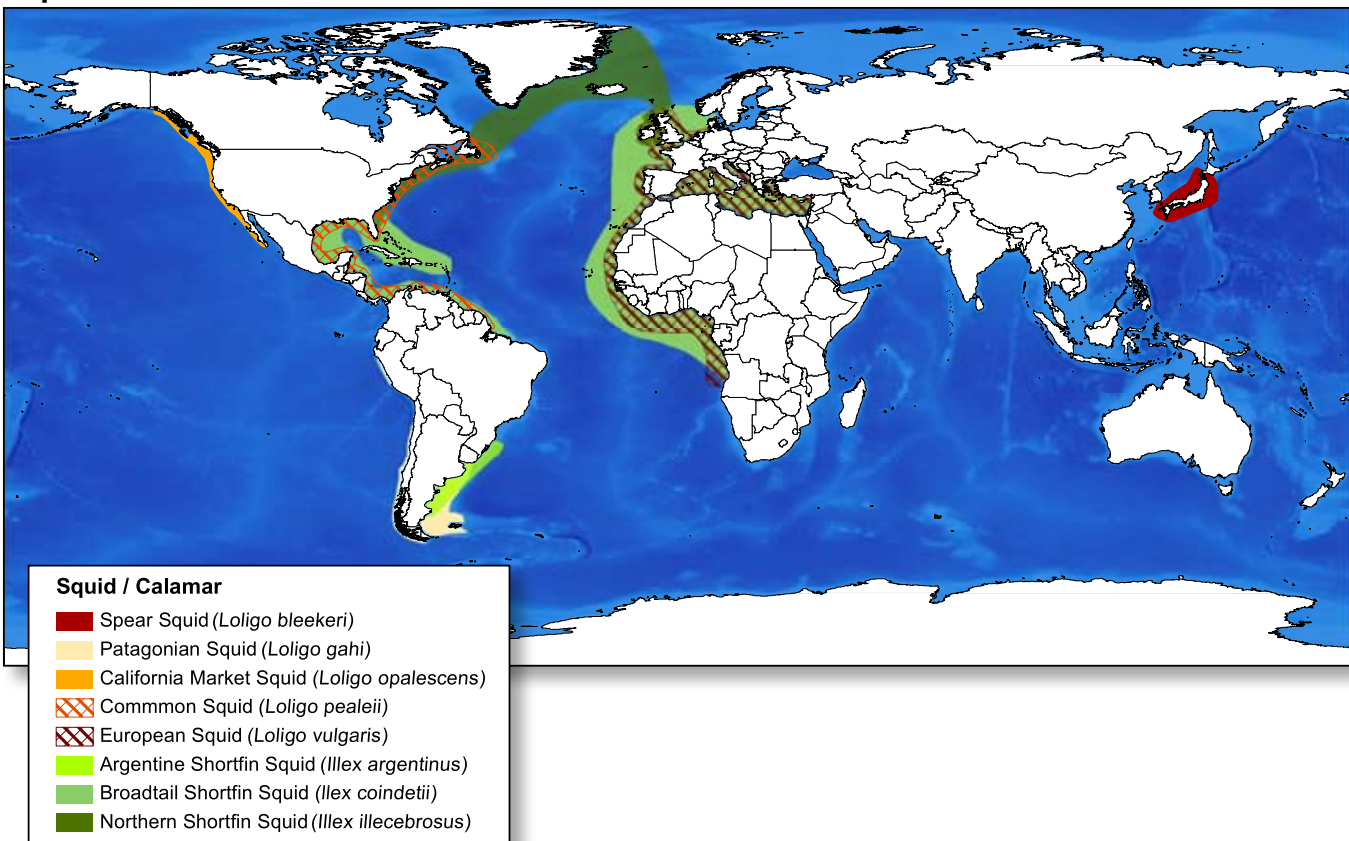 Squid / Calamar
Spear Squid (Loligo bleekeri)
Patagonian Squid (Loligo gahi)
California Market Squid (Loligo opalescens)
Commmon Squid (Loligo pealeii)
European Squid (Loligo vulgaris)
Argentine Shortfin Squid (Illex argentinus)
Broadtail Shortfin Squid (Ilex coindetii)
Northern Shortfin Squid (Illex illecebrosus)